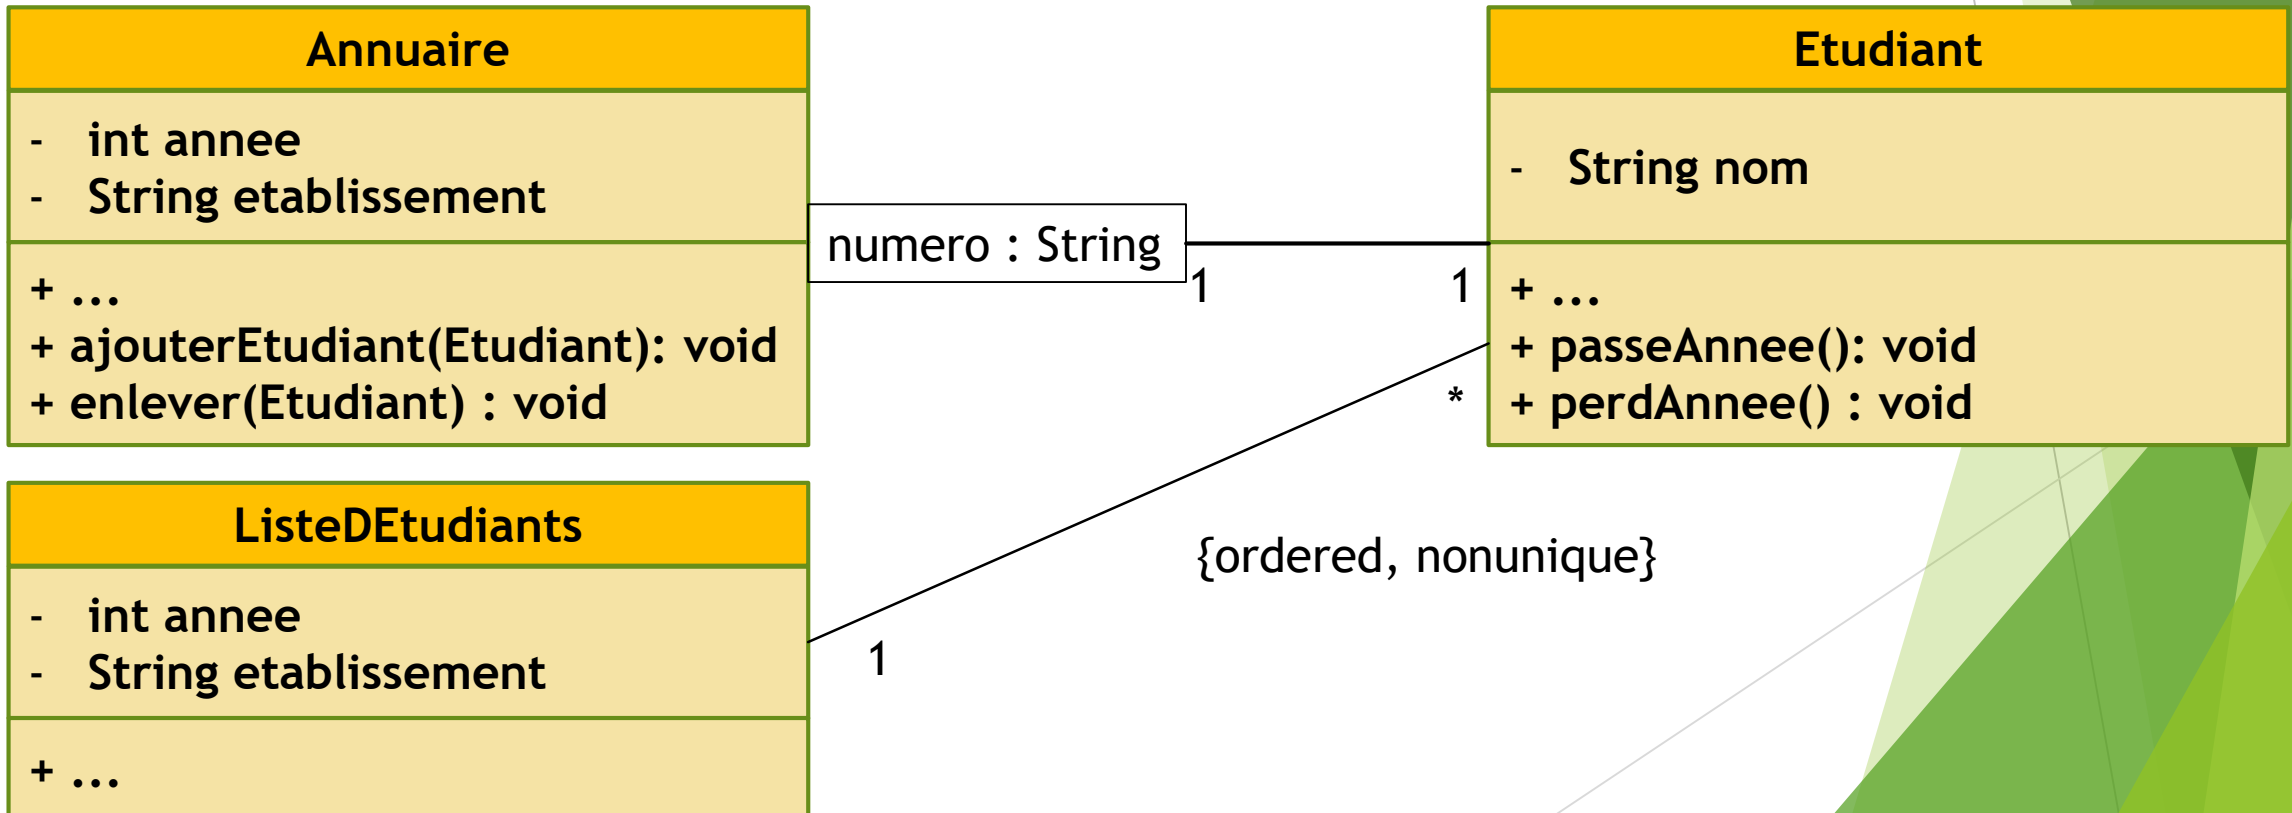 Annuaire
- int annee
- String etablissement
+ ...
+ ajouterEtudiant(Etudiant): void
+ enlever(Etudiant) : void
numero : String
1
1
Etudiant
- String nom
+ ...
+ passeAnnee(): void
+ perdAnnee() : void
*
{ordered, nonunique}
1
ListeDEtudiants
- int annee
- String etablissement
+ ...